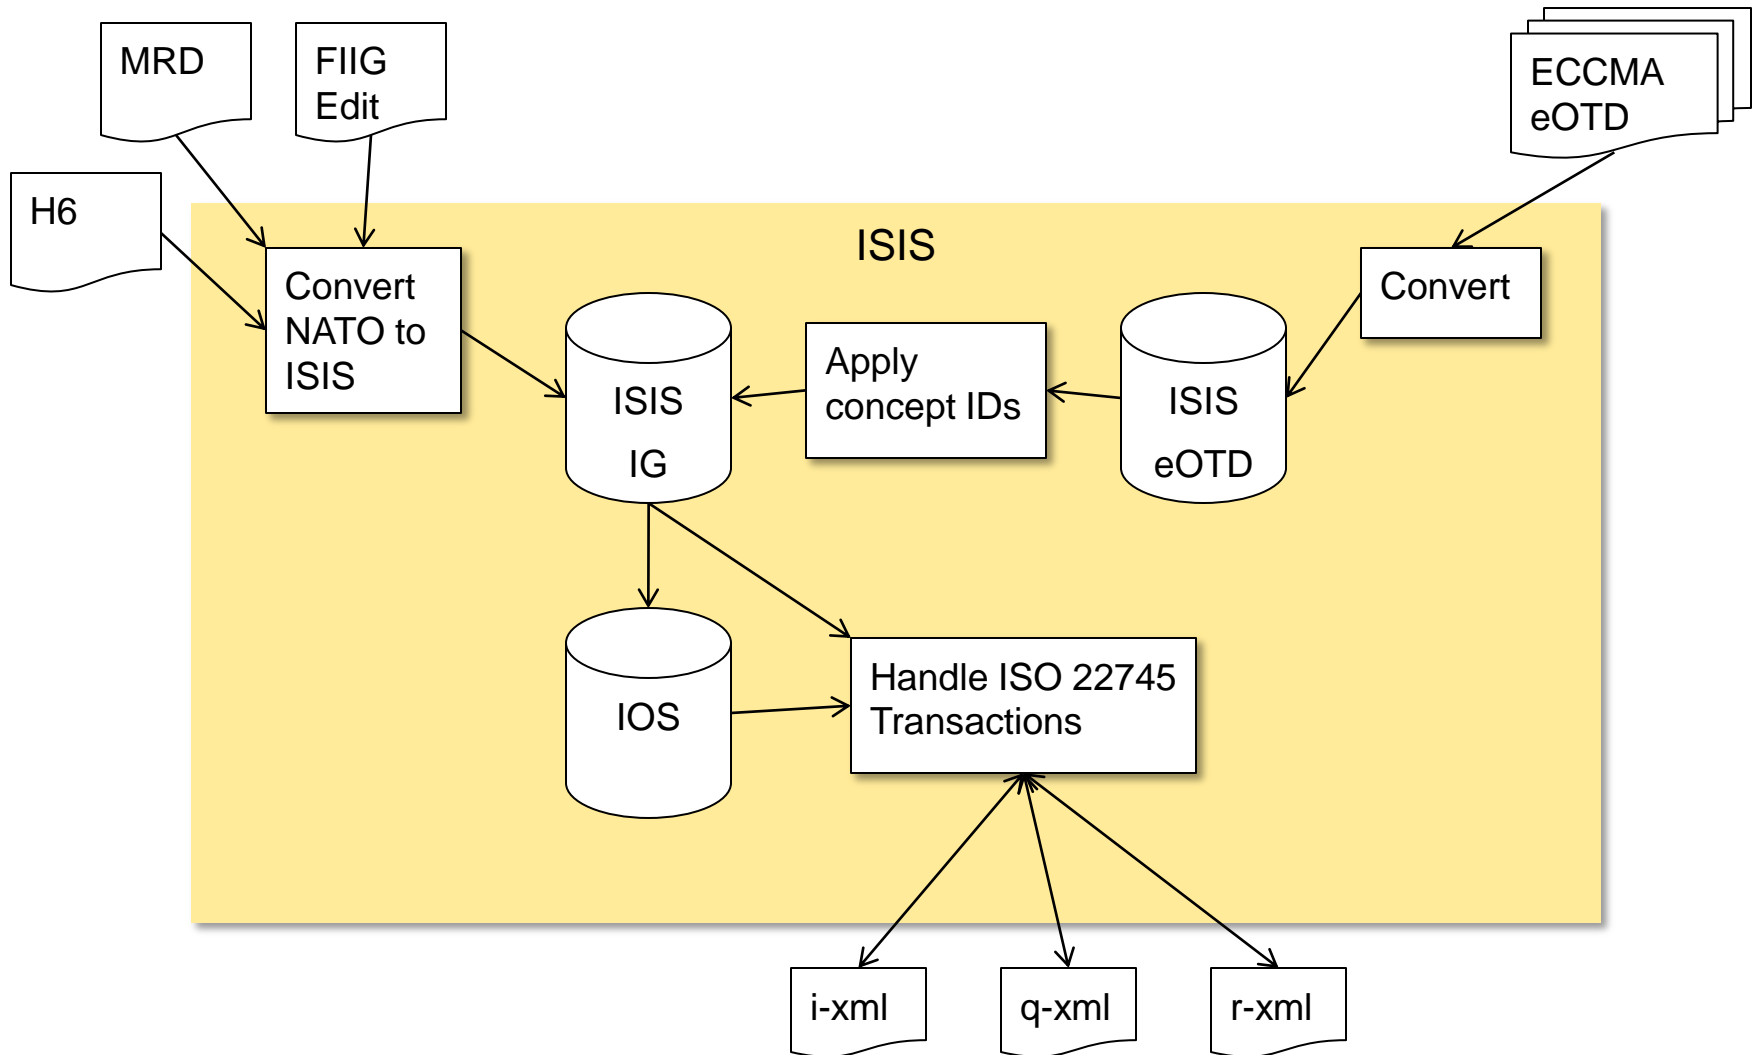 MRD
FIIG
Edit
ECCMA
eOTD
H6
ISIS
Convert
NATO to
ISIS
Convert
ISIS
IG
Apply
concept IDs
ISIS
eOTD
IOS
Handle ISO 22745
Transactions
i-xml
q-xml
r-xml